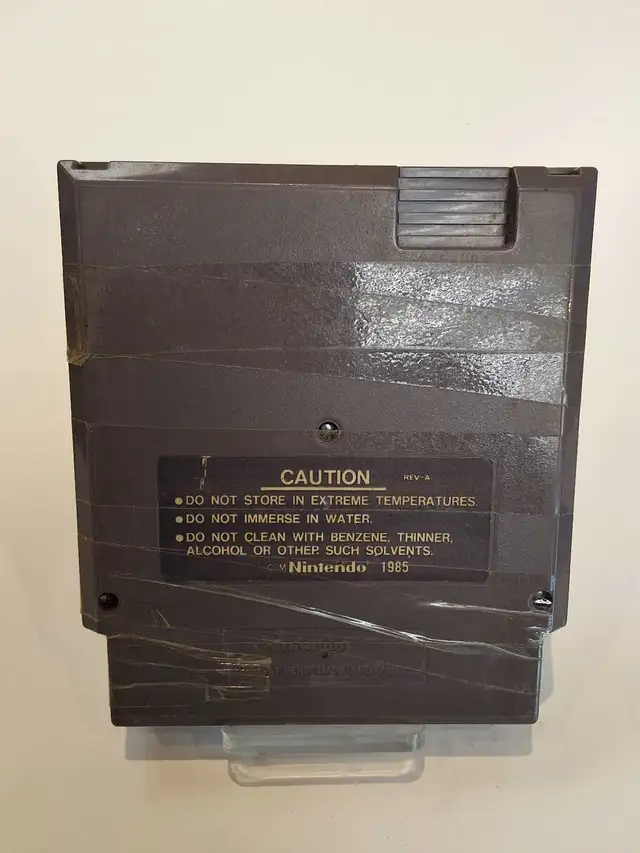 CAUTION REV-A
● DO NOT STORE IN EXTREME TEMPERATURES.
● DO NOT IMMERSE IN WATER.
● DO NOT CLEAN WITH BENZENE, THINNER,
ALCOHOL OR OTHER SUCH SOLVENTS.
Nintendo 1985